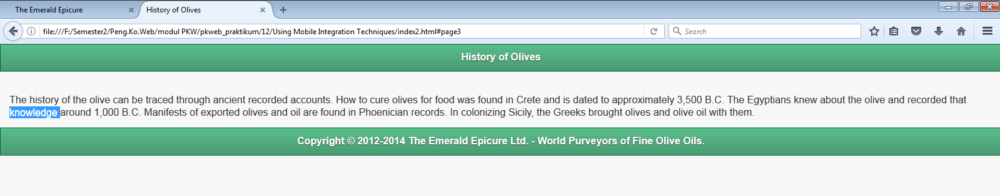 The Emerald Epicure
History of Olives
file:///F:/Semester2/Peng.Ko.Web/modul PKW/pkweb_praktikum/12/Using Mobile Integration Techniques/index2.html#page3
Search
History of Olives
The history of the olive can be traced through ancient recorded accounts. How to cure olives for food was found in Crete and is dated to approximately 3,500 B.C. The Egyptians knew about the olive and recorded that
knowledge around 1,000 B.C. Manifests of exported olives and oil are found in Phoenician records. In colonizing Sicily, the Greeks brought olives and olive oil with them.
Copyright © 2012-2014 The Emerald Epicure Ltd. - World Purveyors of Fine Olive Oils.